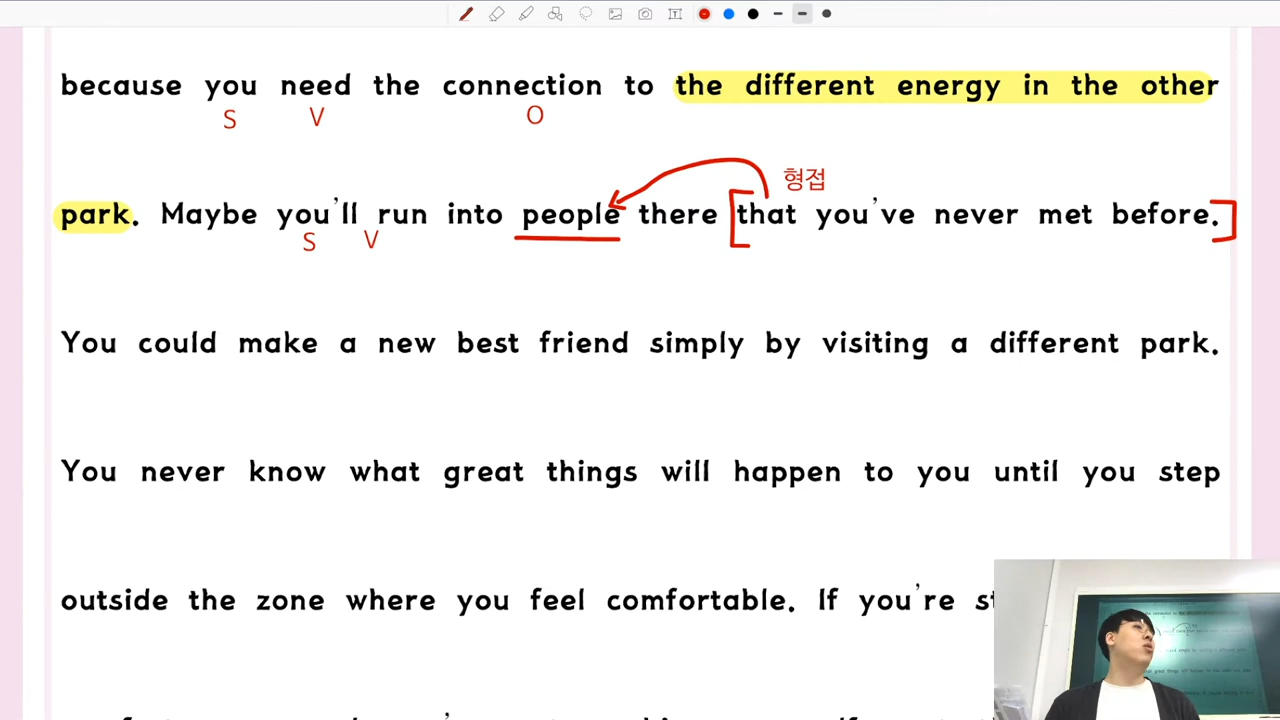 because you need the connection to the different energy in the other
S V O
형접
park. Maybe you'll run into people there [that you've never met before.]
S V
You could make a new best friend simply by visiting a different park.
You never know what great things will happen to you until you step
outside the zone where you feel comfortable. If you're